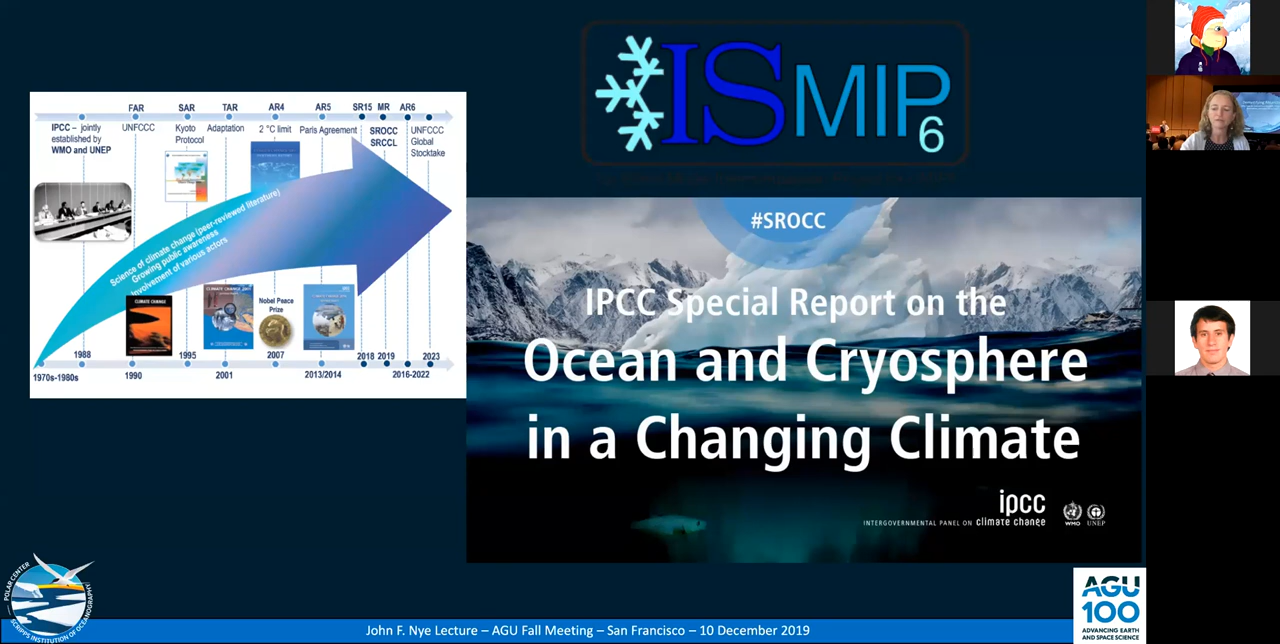 FAR SAR TAR AR4 AR5 SR15 MR AR6
IPCC – jointly
established by
WMO and UNEP
UNFCCC
Kyoto
Protocol
Adaptation
2 °C limit
Paris Agreement
SROCC
SRCCL
UNFCCC
Global
Stocktake
Science of climate change (peer-reviewed literature)
Growing public awareness
Involvement of various actors
CLIMATE CHANGE
CLIMATE CHANGE 2001
Nobel Peace
Prize
1988 1995 2007 2018 2019 2023
1970s-1980s 1990 2001 2013/2014 2016-2022
ISMIP
6
#SROCC
IPCC Special Report on the
Ocean and Cryosphere
in a Changing Climate
ipcc
INTERGOVERNMENTAL PANEL ON climate change
WMO UNEP
POLAR CENTER
SCRIPPS INSTITUTION OF OCEANOGRAPHY
John F. Nye Lecture – AGU Fall Meeting – San Francisco – 10 December 2019
AGU
100
ADVANCING EARTH
AND SPACE SCIENCE